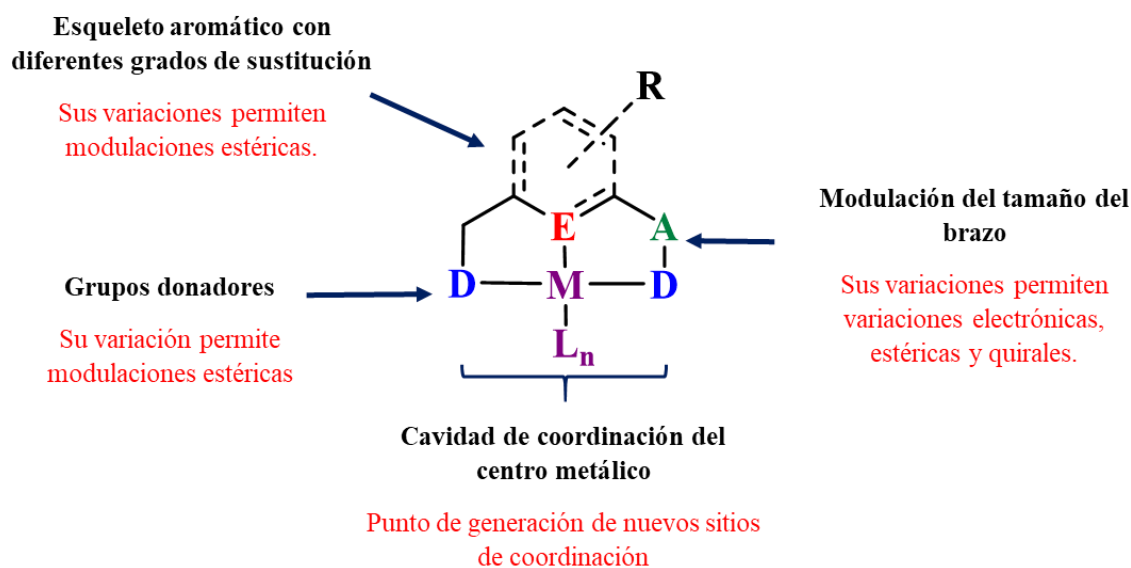 Esqueleto aromático con
diferentes grados de sustitución
Sus variaciones permiten
modulaciones estéricas.
R
E
A
D
M
D
Ln
Grupos donadores
Su variación permite
modulaciones estéricas
Modulación del tamaño del
brazo
Sus variaciones permiten
variaciones electrónicas,
estéricas y quirales.
Cavidad de coordinación del
centro metálico
Punto de generación de nuevos sitios
de coordinación